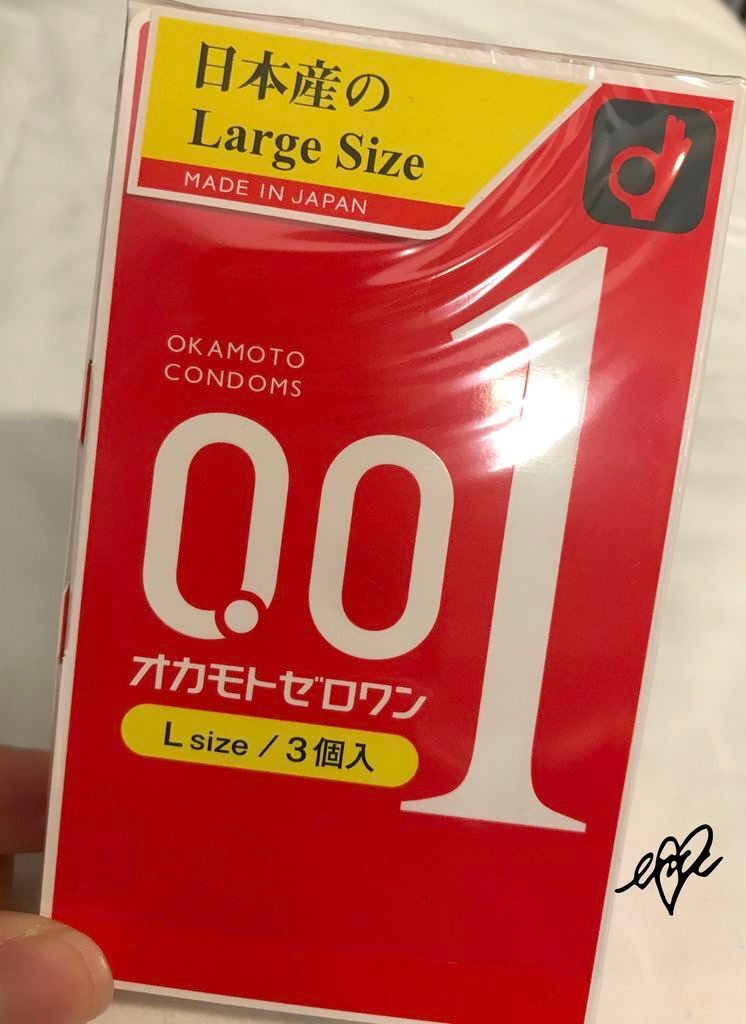 日本産の
Large Size
MADE IN JAPAN
OKAMOTO
CONDOMS
0.01
オカモトゼロワン
L size / 3個入